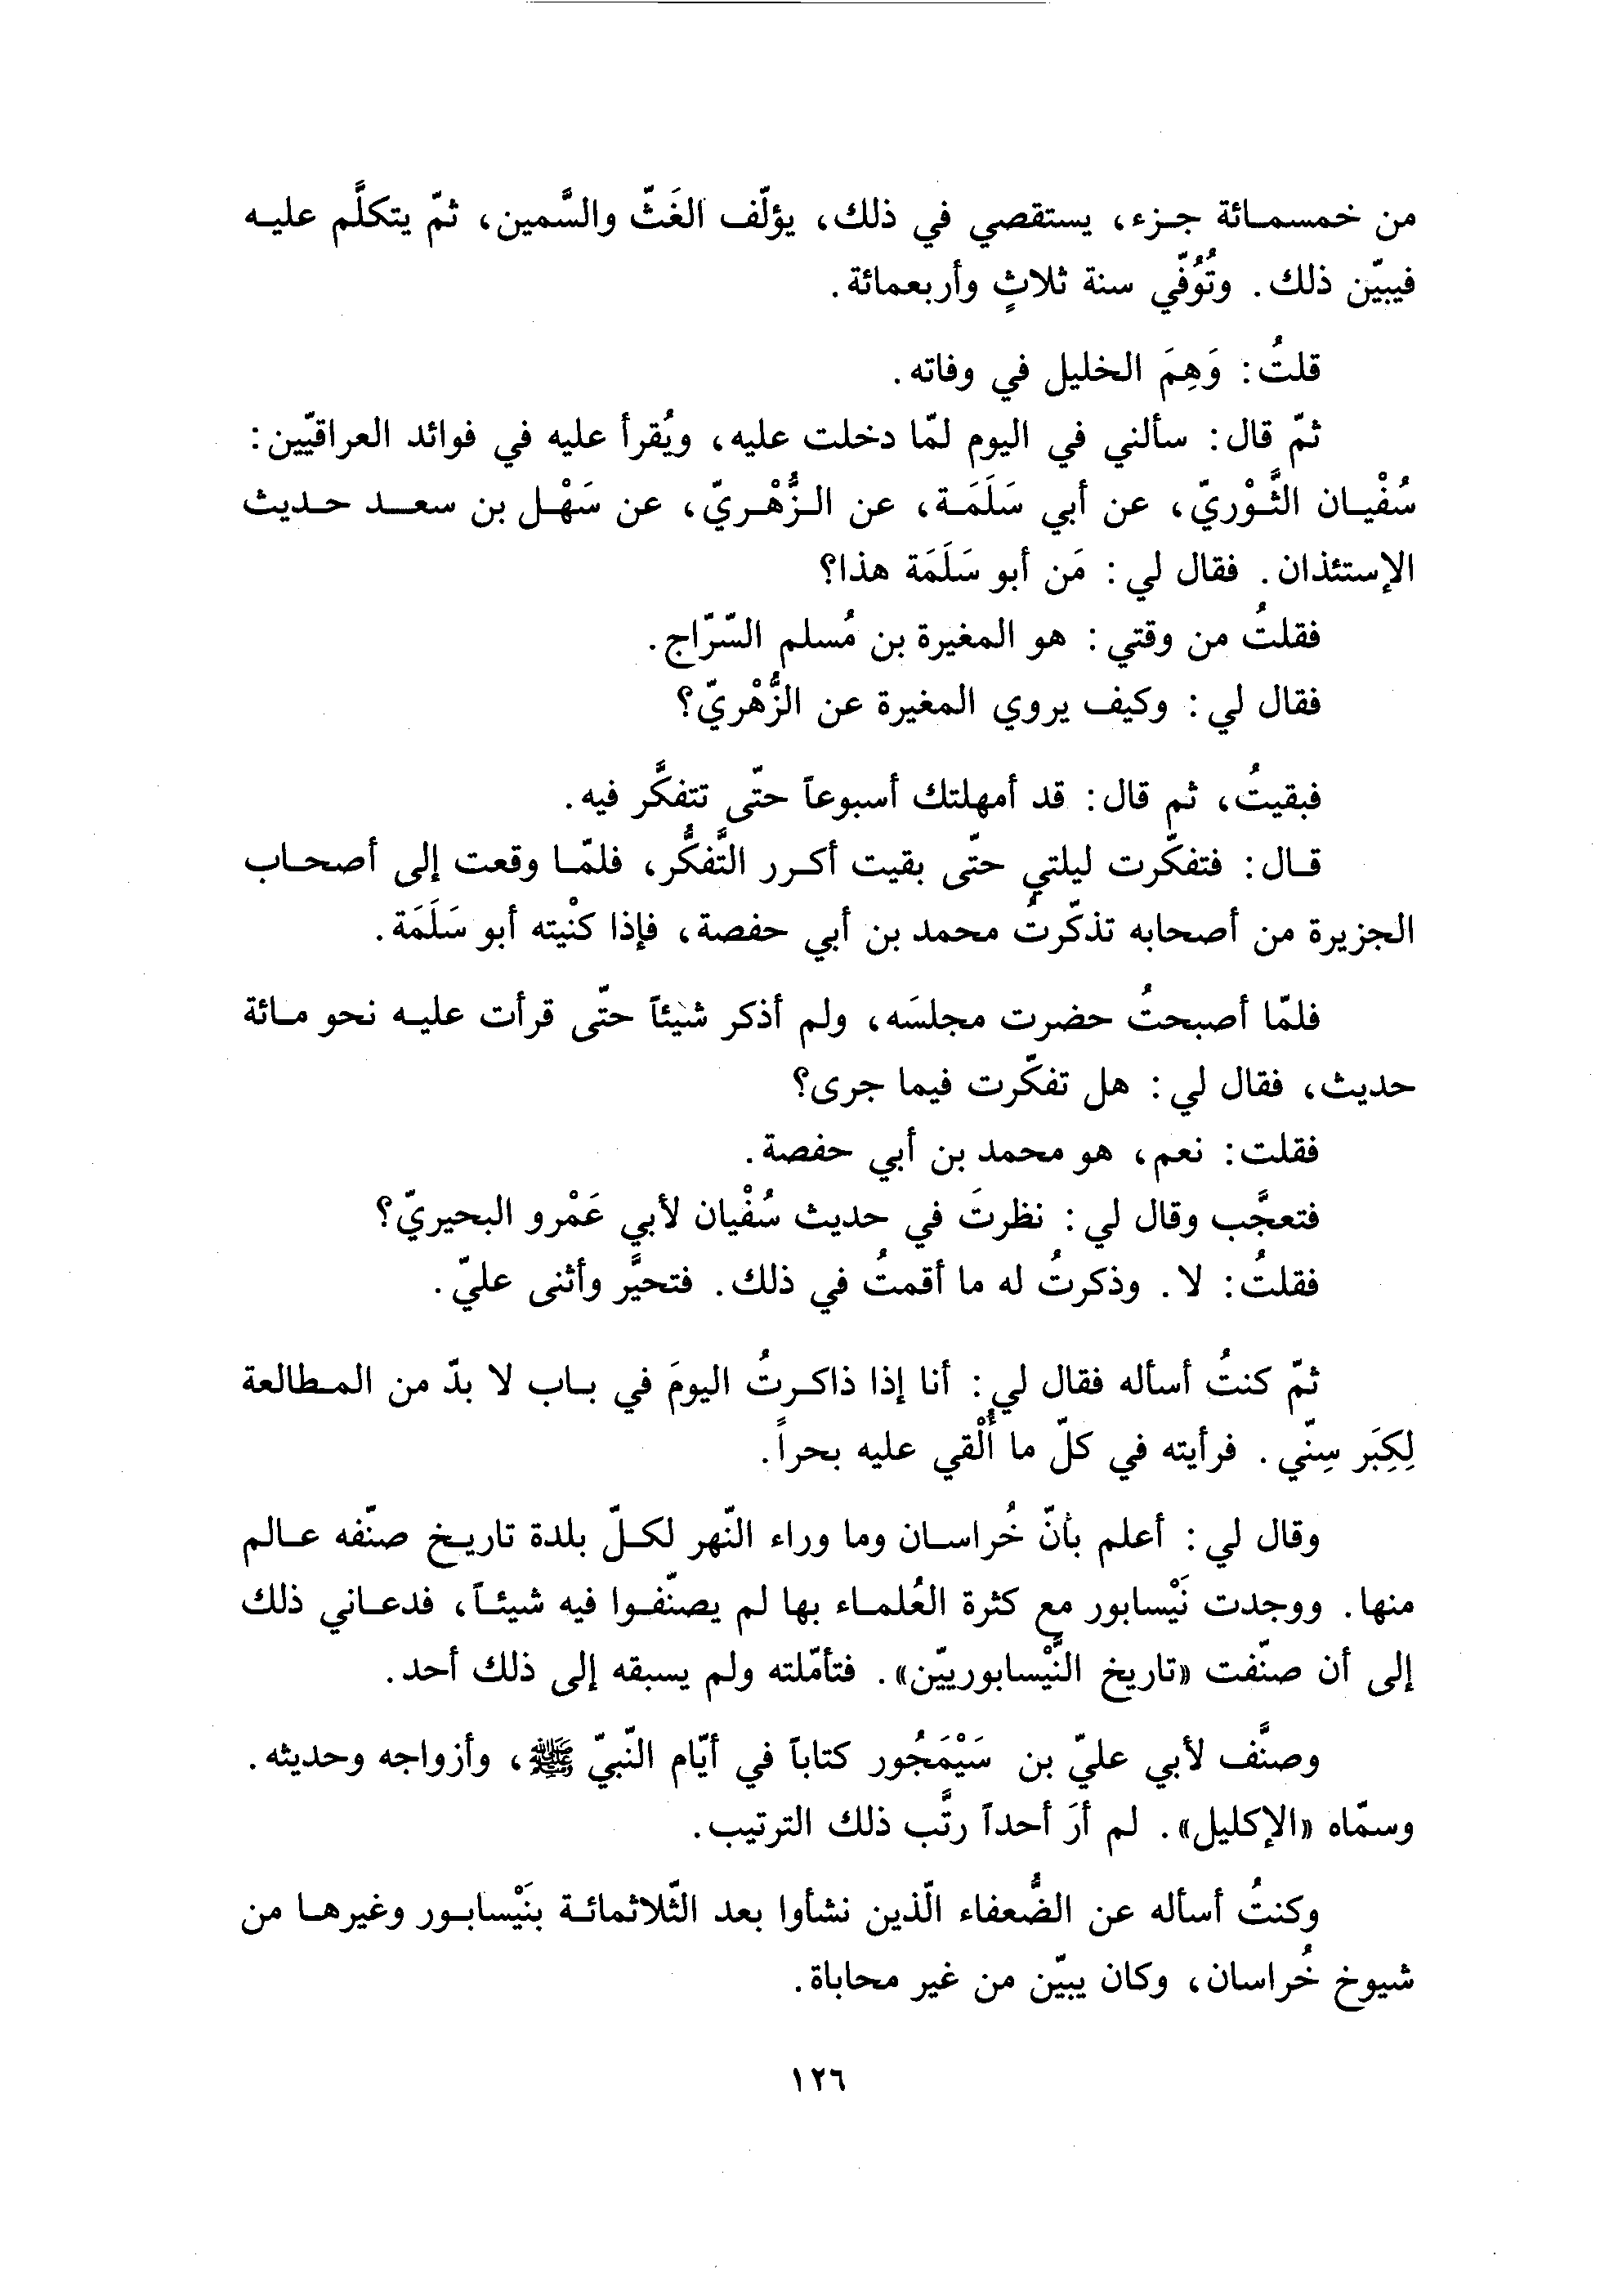 من خمسمائة جزء، يستقصي في ذلك، يؤلّف الغَثّ والسَّمين، ثمّ يتكلَّم عليه
فيبيّن ذلك. وتُوُفّي سنة ثلاثٍ وأربعمائة.
قلتُ: وَهِمَ الخليل في وفاته.
ثمّ قال: سألني في اليوم لمّا دخلت عليه، ويُقرأ عليه في فوائد العراقيّين:
سُفْيان الثَّوْريّ، عن أبي سَلَمَة، عن الزُّهْريّ، عن سَهْل بن سعد حديث
الإستئذان. فقال لي: مَن أبو سَلَمَة هذا؟
فقلتُ من وقتي: هو المغيرة بن مُسلم السّرّاج.
فقال لي: وكيف يروي المغيرة عن الزُّهْريّ؟
فبقيتُ، ثم قال: قد أمهلتك أسبوعاً حتّى تتفكَّر فيه.
قال: فتفكّرت ليلتي حتّى بقيت أكرر التَّفكُّر، فلمّا وقعت إلى أصحاب
الجزيرة من أصحابه تذكّرتُ محمد بن أبي حفصة، فإذا كنْيته أبو سَلَمَة.
فلمّا أصبحتُ حضرت مجلسَه، ولم أذكر شيئاً حتّى قرأت عليه نحو مائة
حديث، فقال لي: هل تفكّرت فيما جرى؟
فقلت: نعم، هو محمد بن أبي حفصة.
فتعجَّب وقال لي: نظرتَ في حديث سُفْيان لأبي عَمْرو البحيريّ؟
فقلتُ: لا. وذكرتُ له ما أقمتُ في ذلك. فتحيَّر وأثنى عليّ.
ثمّ كنتُ أسأله فقال لي: أنا إذا ذاكرتُ اليومَ في باب لا بدّ من المطالعة
لِكِبَر سِنّي. فرأيته في كلّ ما أُلْقي عليه بحراً.
وقال لي: أعلم بأنّ خُراسان وما وراء النّهر لكلّ بلدة تاريخ صنّفه عالم
منها. ووجدت نَيْسابور مع كثرة العُلماء بها لم يصنّفوا فيه شيئاً، فدعاني ذلك
إلى أن صنّفت «تاريخ النَّيْسابورييّن». فتأمّلته ولم يسبقه إلى ذلك أحد.
وصنَّف لأبي عليّ بن سَيْمَجُور كتاباً في أيّام النّبيّ ﷺ، وأزواجه وحديثه.
وسمّاه «الإكليل». لم أرَ أحداً رتَّب ذلك الترتيب.
وكنتُ أسأله عن الضُّعفاء الّذين نشأوا بعد الثّلاثمائة بنَيْسابور وغيرها من
شيوخ خُراسان، وكان يبيّن من غير محاباة.
١٢٦